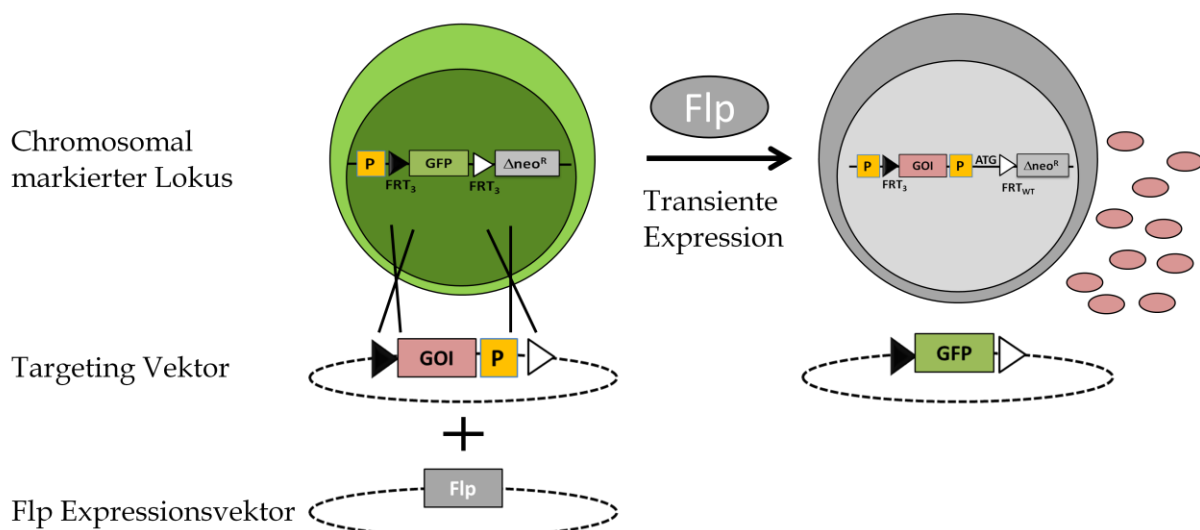 Chromosomal
markierter Lokus
P GFP ΔneoR
FRT3 FRT3
Flp
Transiente
Expression
P GOI P ATG ΔneoR
FRT3 FRTWT
Targeting Vektor
GOI P
GFP
+
Flp Expressionsvektor
Flp